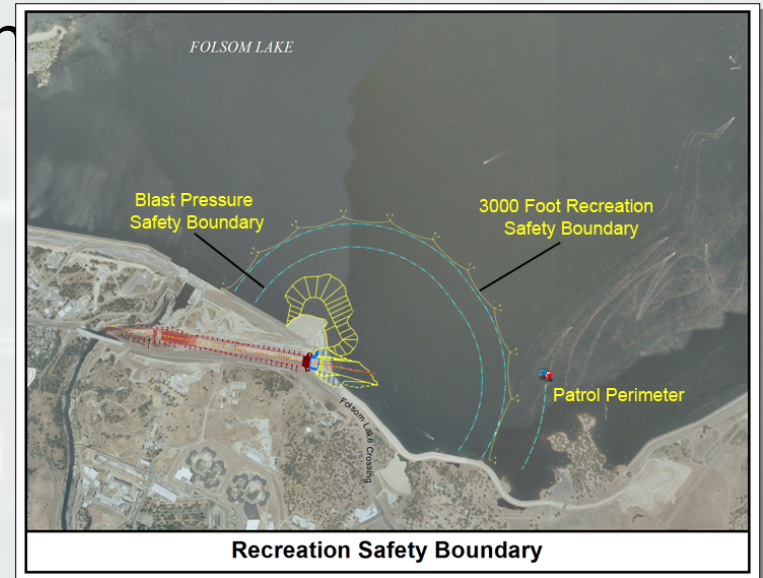 FOLSOM LAKE
Blast Pressure
Safety Boundary
3000 Foot Recreation
Safety Boundary
Patrol Perimeter
Folsom Lake Crossing
Recreation Safety Boundary